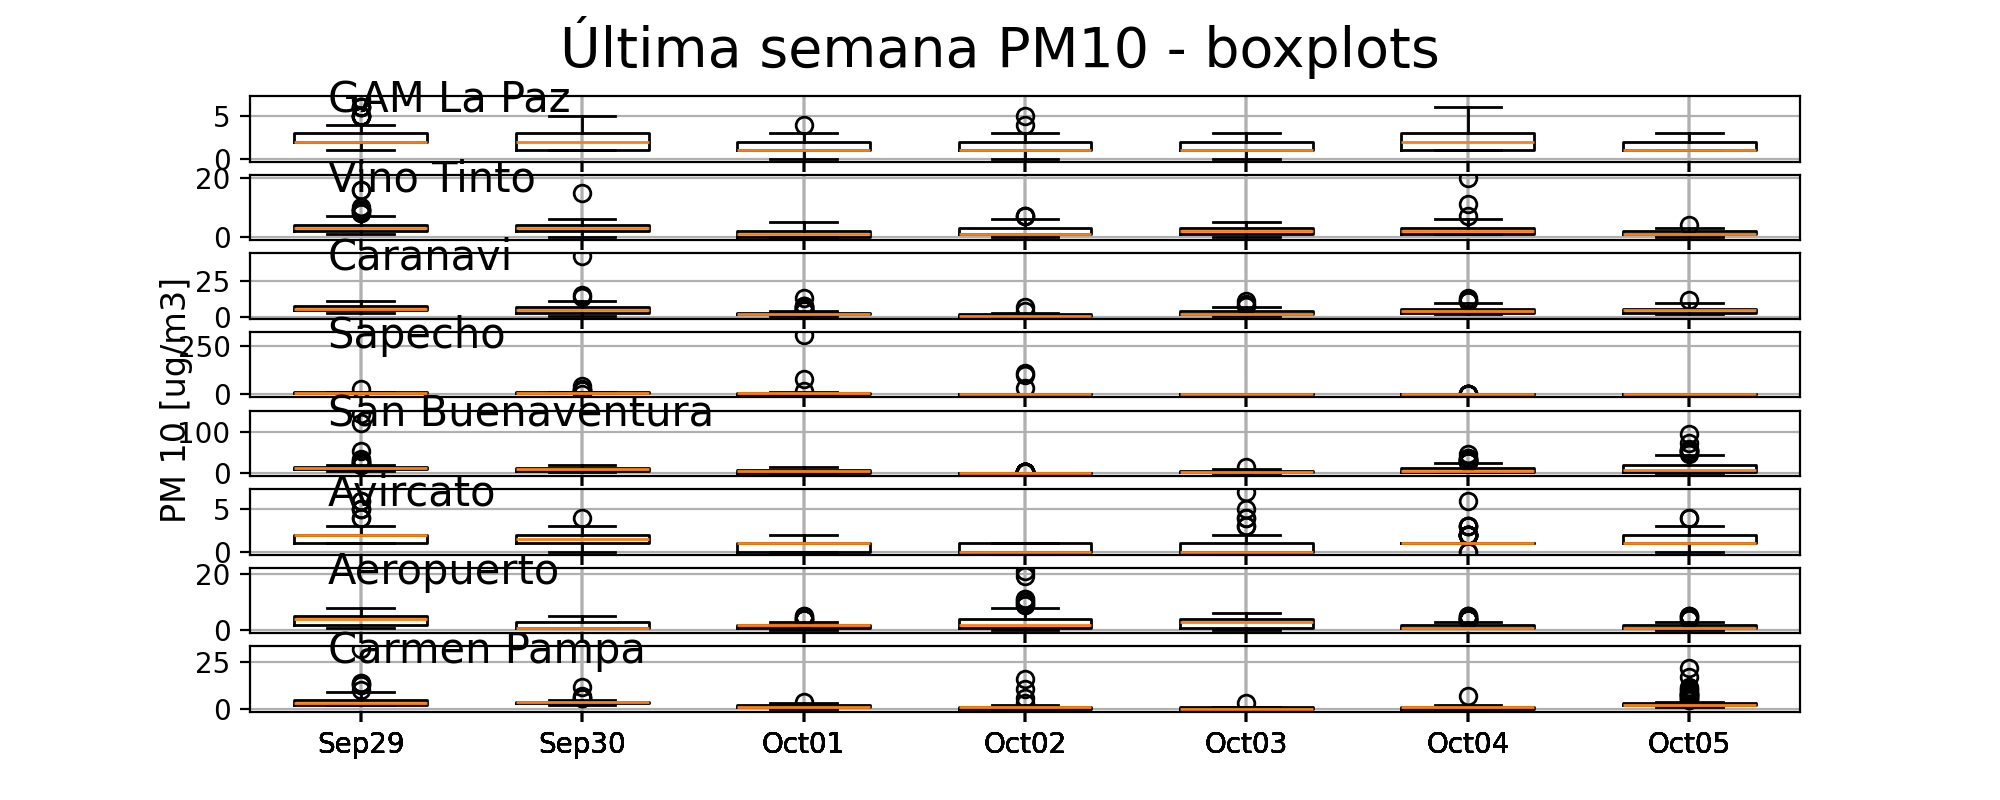 Última semana PM10 - boxplots
GAM La Paz
5
0
Vino Tinto
20
0
Caranavi
25
0
Sapecho
250
0
San Buenaventura
100
0
Avircato
5
0
Aeropuerto
20
0
Carmen Pampa
25
0
PM 10 [ug/m3]
Sep29 Sep30 Oct01 Oct02 Oct03 Oct04 Oct05